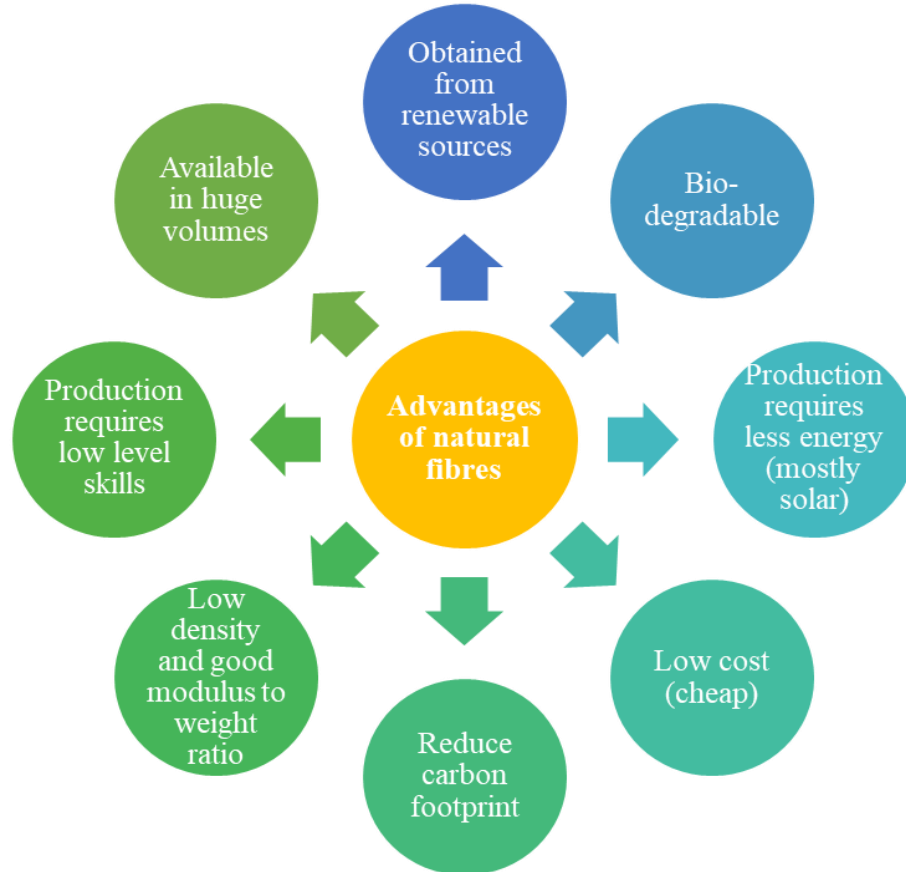 Obtained
from
renewable
sources
Bio-
degradable
Production
requires
less energy
(mostly
solar)
Low cost
(cheap)
Reduce
carbon
footprint
Low
density
and good
modulus to
weight
ratio
Production
requires
low level
skills
Available
in huge
volumes
Advantages
of natural
fibres